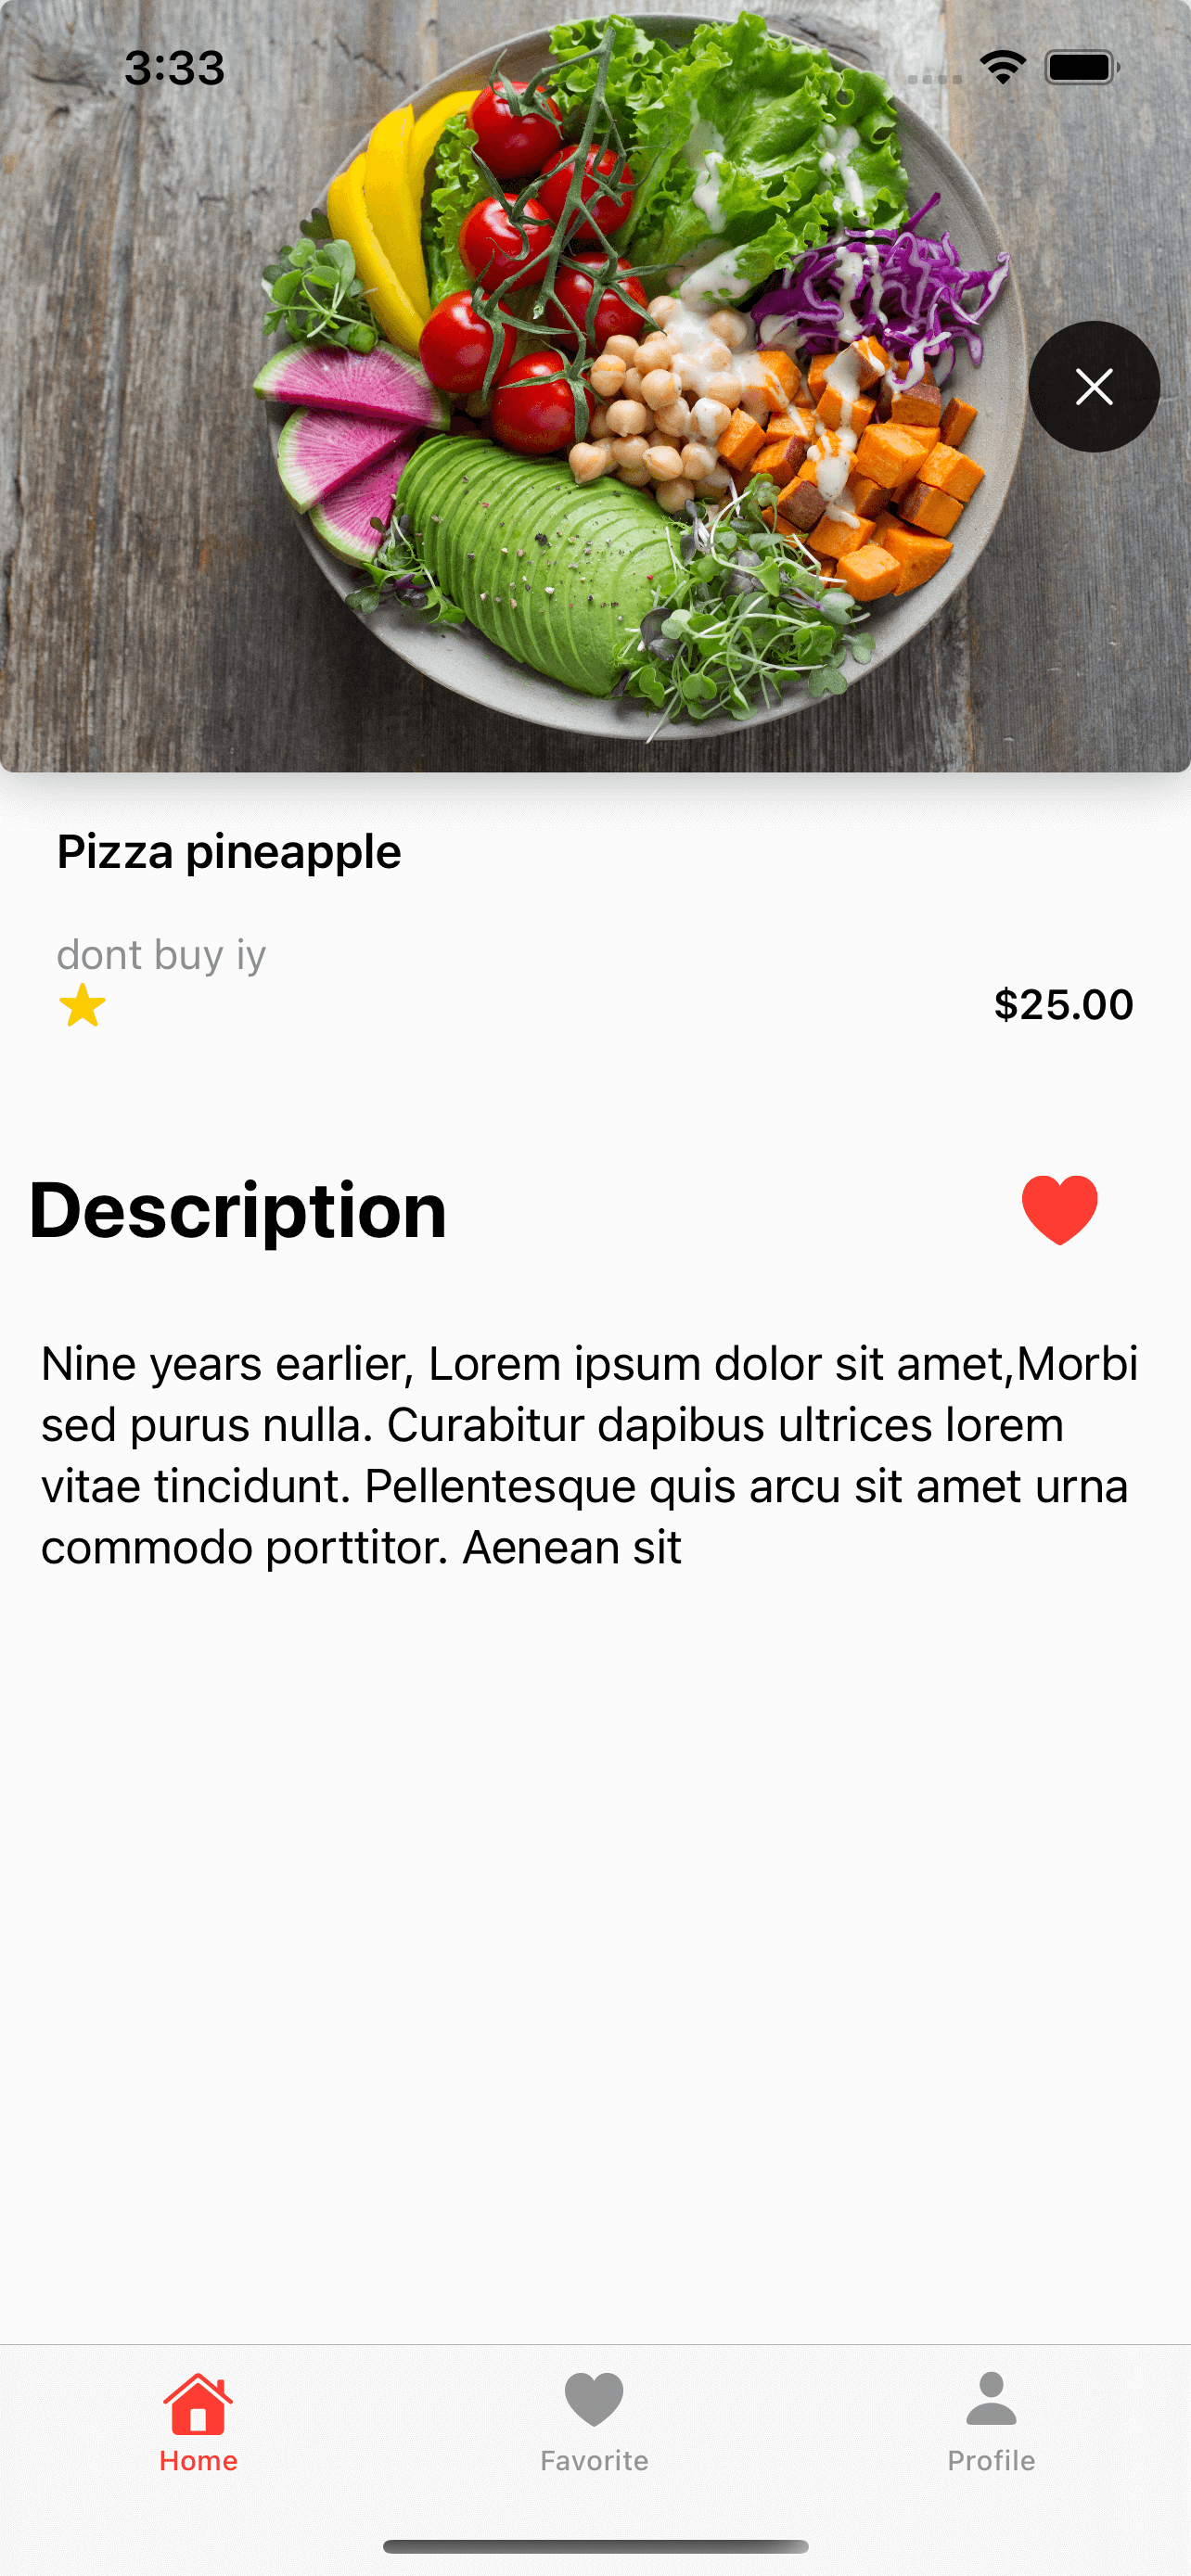 3:33
Pizza pineapple
dont buy iy
$25.00
Description
Nine years earlier, Lorem ipsum dolor sit amet,Morbi
sed purus nulla. Curabitur dapibus ultrices lorem
vitae tincidunt. Pellentesque quis arcu sit amet urna
commodo porttitor. Aenean sit
Home
Favorite
Profile